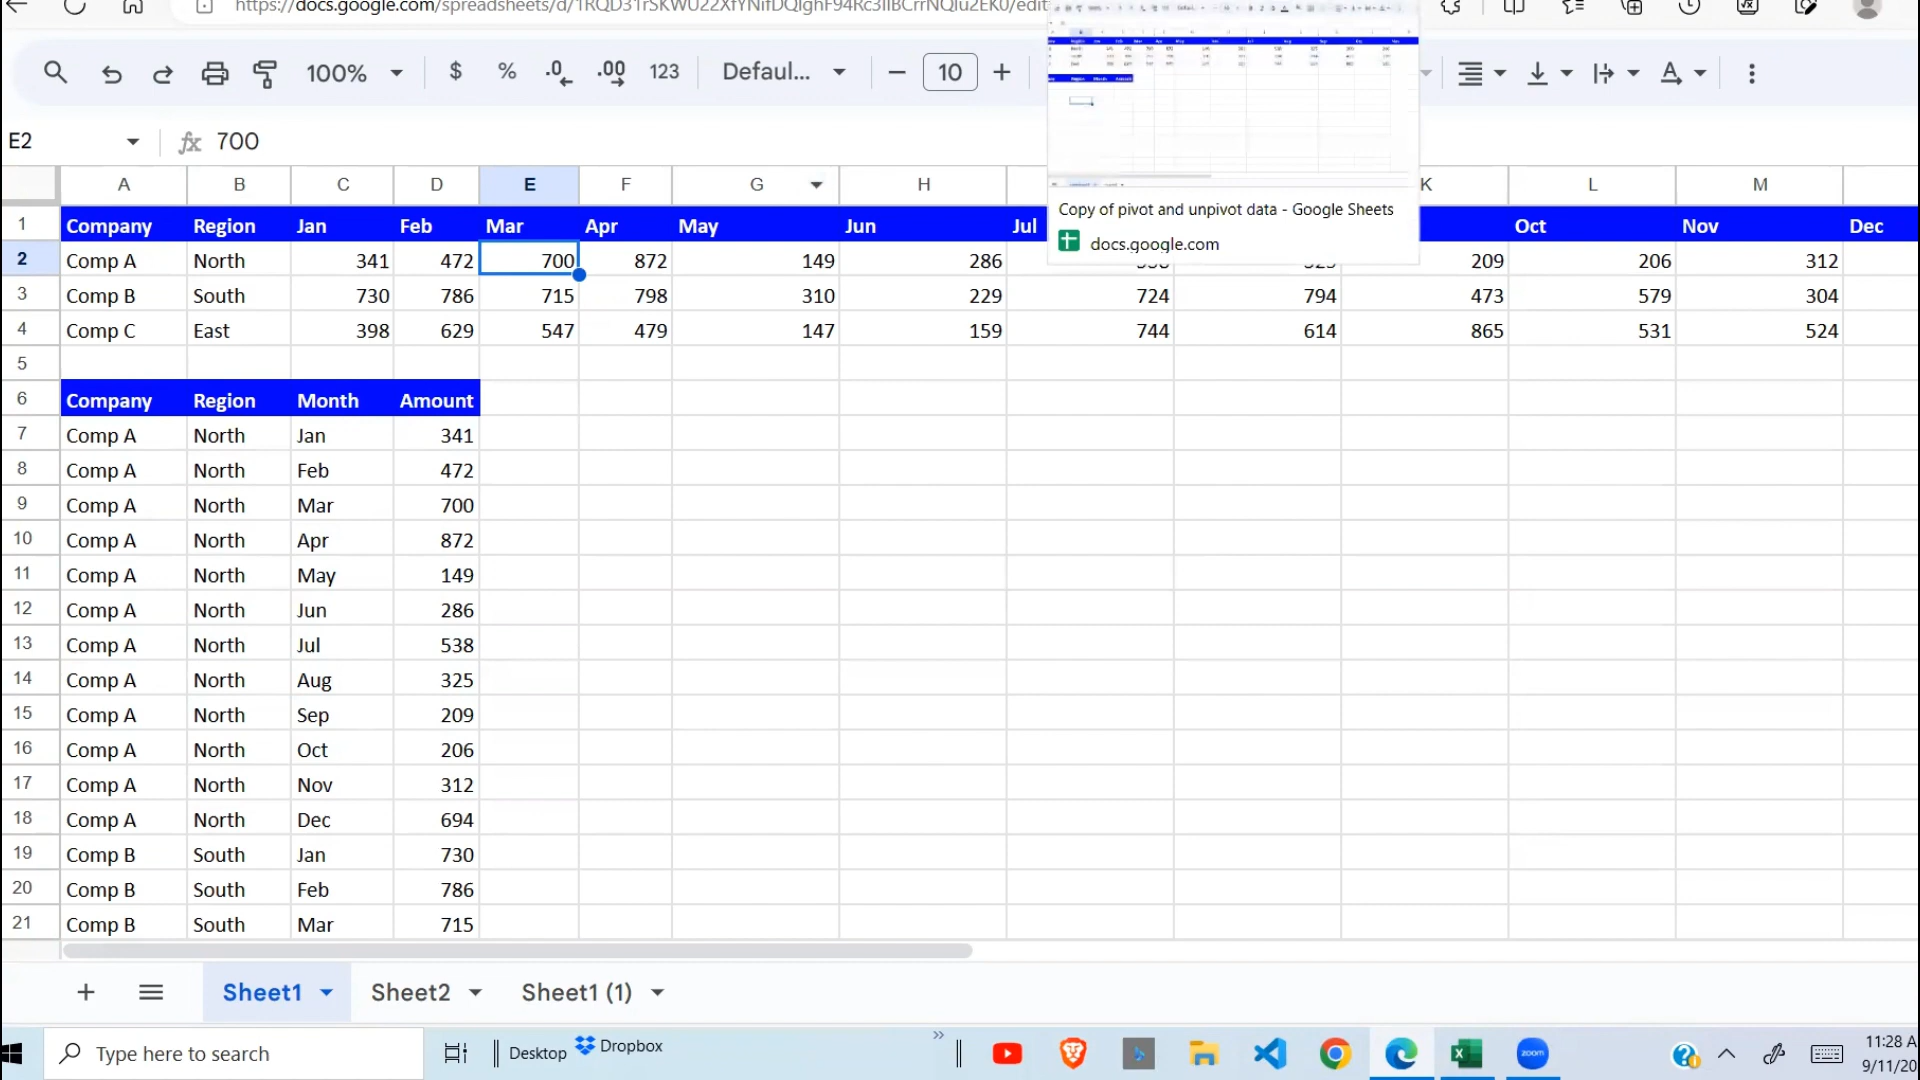 https://docs.google.com/spreadsheets/d/
100% $ % .0 .00 123 Defaul... 10
E2 fx 700
A B C D E F G H K L M
1 Company Region Jan Feb Mar Apr May Jun Jul Oct Nov Dec
2 Comp A North 341 472 700 872 149 286 209 206 312
3 Comp B South 730 786 715 798 310 229 724 794 473 579 304
4 Comp C East 398 629 547 479 147 159 744 614 865 531 524
Copy of pivot and unpivot data - Google Sheets
docs.google.com
5
6 Company Region Month Amount
7 Comp A North Jan 341
8 Comp A North Feb 472
9 Comp A North Mar 700
10 Comp A North Apr 872
11 Comp A North May 149
12 Comp A North Jun 286
13 Comp A North Jul 538
14 Comp A North Aug 325
15 Comp A North Sep 209
16 Comp A North Oct 206
17 Comp A North Nov 312
18 Comp A North Dec 694
19 Comp B South Jan 730
20 Comp B South Feb 786
21 Comp B South Mar 715
Sheet1 Sheet2 Sheet1 (1)
Type here to search Desktop Dropbox zoom 11:28 A
9/11/20